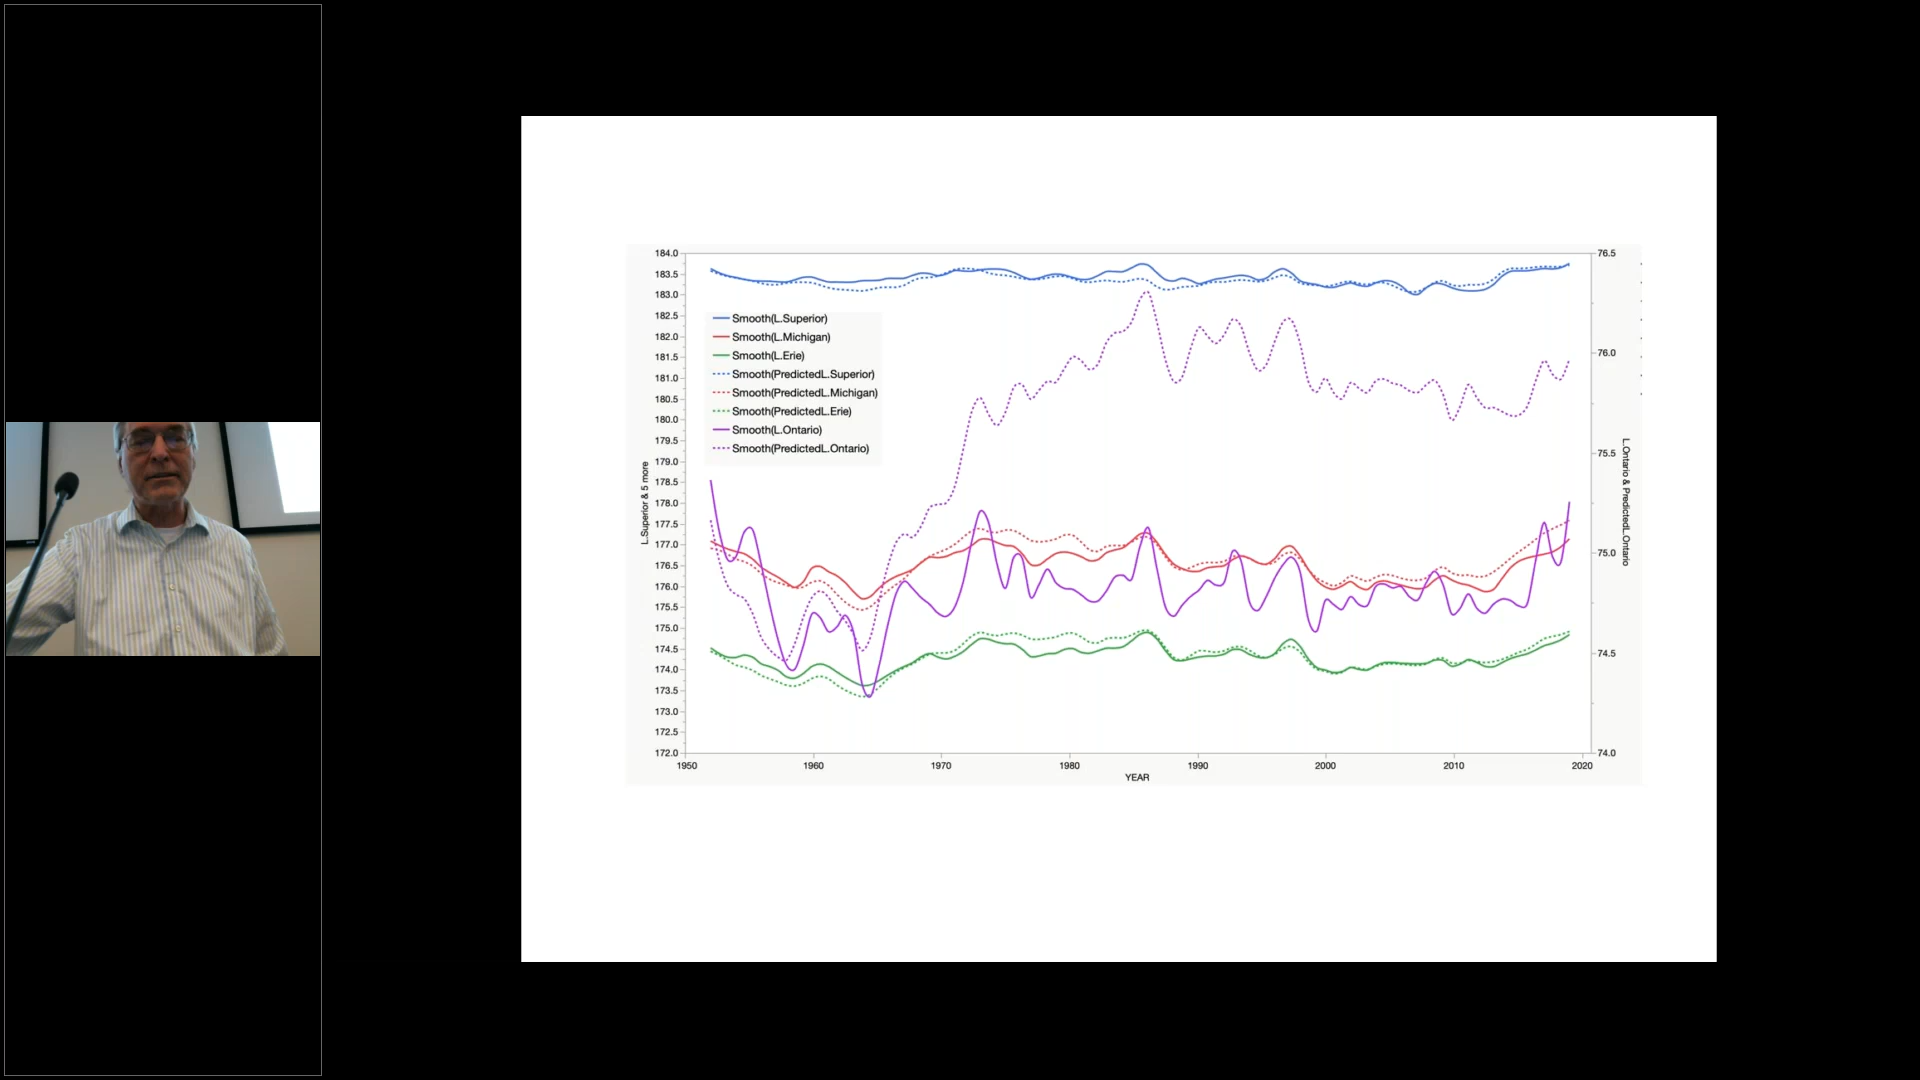 184.0
183.5
183.0
182.5
182.0
181.5
181.0
180.5
180.0
179.5
179.0
178.5
178.0
177.5
177.0
176.5
176.0
175.5
175.0
174.5
174.0
173.5
173.0
172.5
172.0
L.Superior & 5 more
Smooth(L.Superior)
Smooth(L.Michigan)
Smooth(L.Erie)
Smooth(PredictedL.Superior)
Smooth(PredictedL.Michigan)
Smooth(PredictedL.Erie)
Smooth(L.Ontario)
Smooth(PredictedL.Ontario)
76.5
76.0
75.5
75.0
74.5
74.0
L.Ontario & PredictedL.Ontario
1950 1960 1970 1980 1990 2000 2010 2020
YEAR